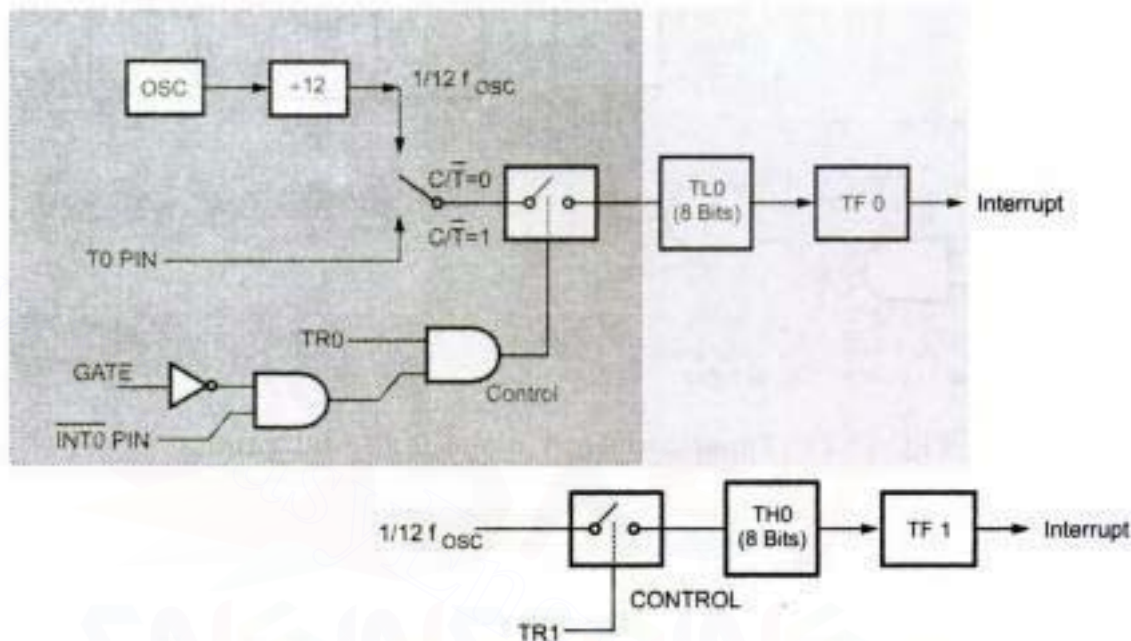 OSC
÷12
1/12 f OSC
C/T̅=0
C/T̅=1
T0 PIN
TL0
(8 Bits)
TF 0
Interrupt
TR0
GATE
Control
I̅N̅T̅0̅ PIN
1/12 f OSC
TH0
(8 Bits)
TF 1
Interrupt
CONTROL
TR1